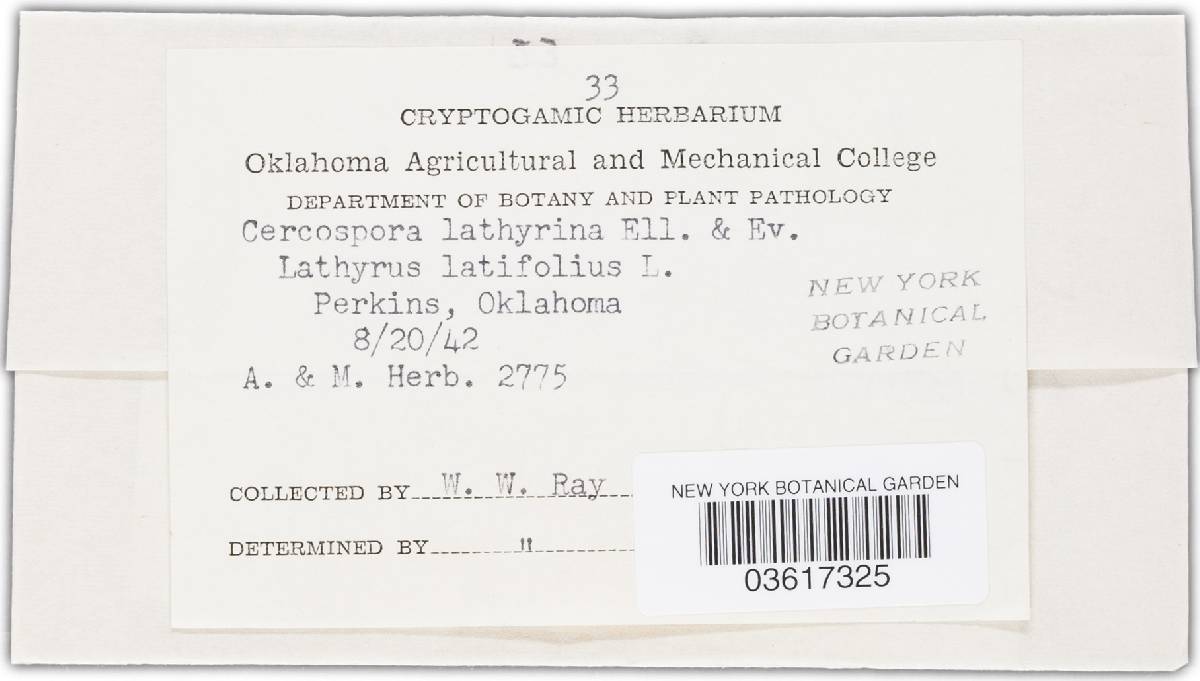 33
CRYPTOGAMIC HERBARIUM
Oklahoma Agricultural and Mechanical College
DEPARTMENT OF BOTANY AND PLANT PATHOLOGY
Cercospora lathyrina Ell. & Ev.
Lathyrus latifolius L.
Perkins, Oklahoma
8/20/42
A. & M. Herb. 2775
NEW YORK
BOTANICAL
GARDEN
COLLECTED BY W. W. Ray
DETERMINED BY "
NEW YORK BOTANICAL GARDEN
03617325